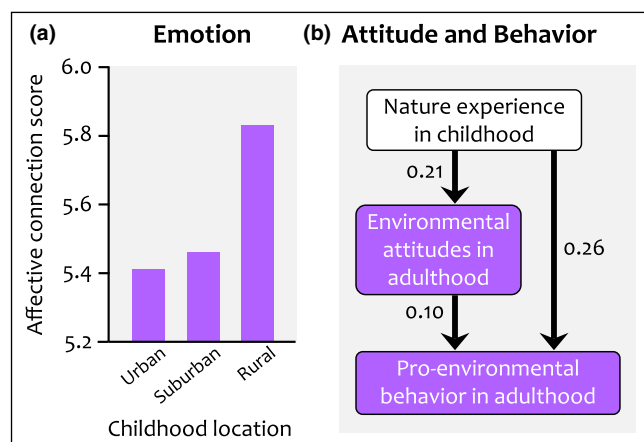 (a) Emotion
Affective connection score
6.0
5.8
5.6
5.4
5.2
Urban
Suburban
Rural
Childhood location
(b) Attitude and Behavior
Nature experience
in childhood
0.21
Environmental
attitudes in
adulthood
0.26
0.10
Pro-environmental
behavior in adulthood